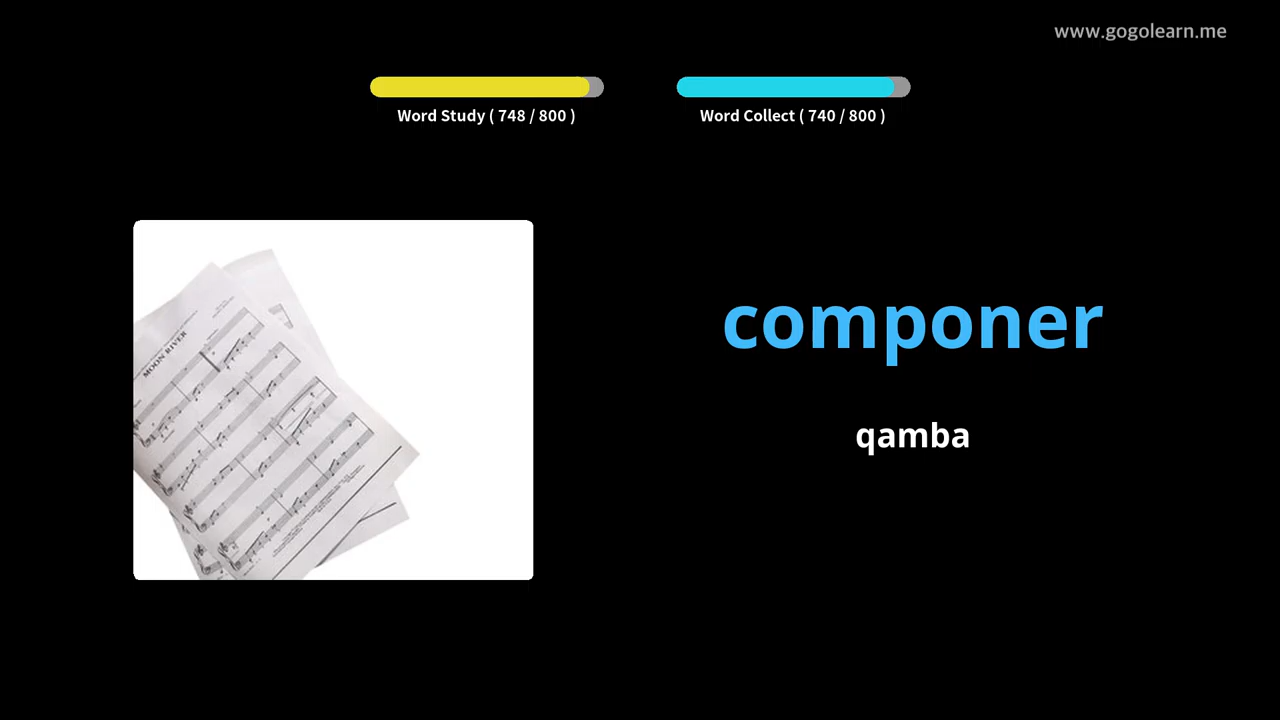 www.gogolearn.me
Word Study ( 748 / 800 )
Word Collect ( 740 / 800 )
MOON RIVER
componer
qamba